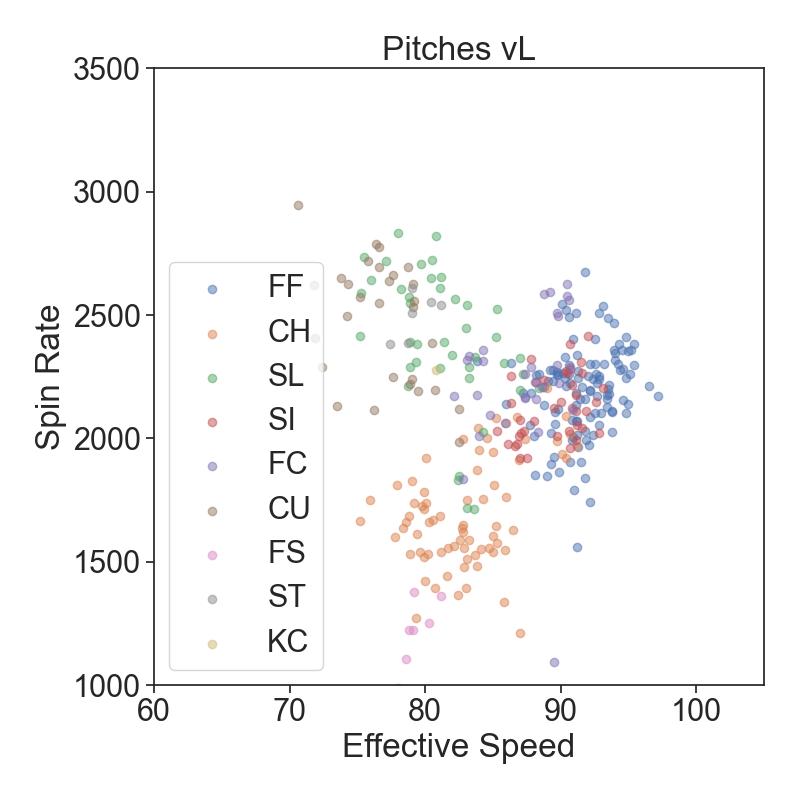 Pitches vL
3500
3000
2500
2000
1500
1000
Spin Rate
FF
CH
SL
SI
FC
CU
FS
ST
KC
60 70 80 90 100
Effective Speed